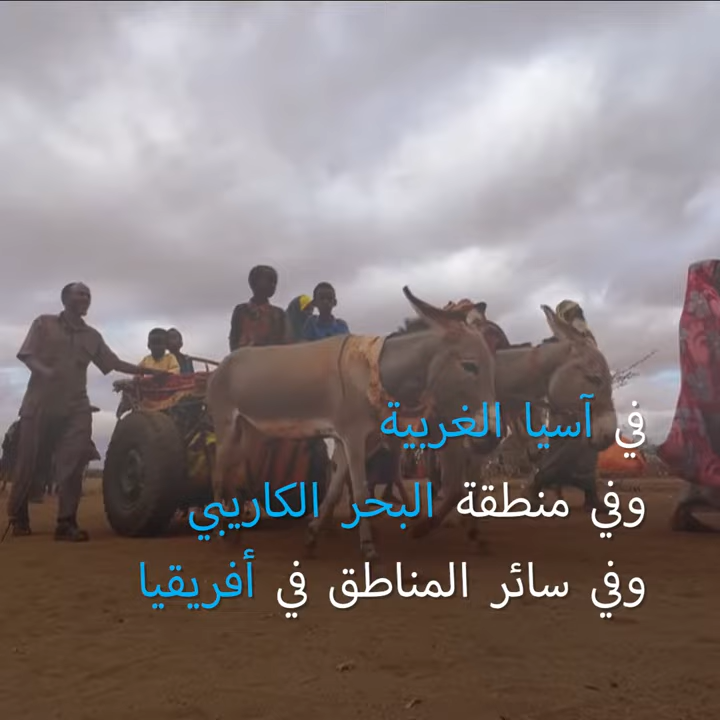 في آسيا الغربية
وفي منطقة البحر الكاريبي
وفي سائر المناطق في أفريقيا